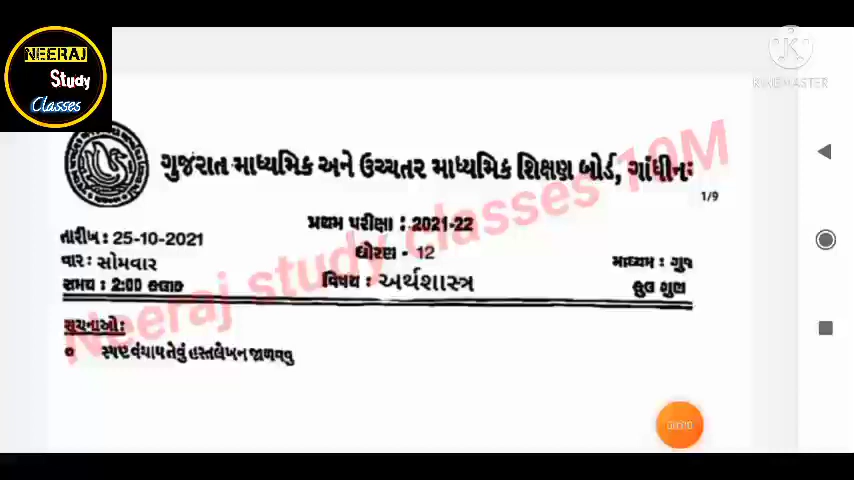 NEERAJ
Study
Classes
KINEMASTER
ગુજરાત માધ્યમિક અને ઉચ્ચતર માધ્યમિક શિક્ષણ બોર્ડ, ગાંધીન
1/9
પ્રથમ પરીક્ષા : 2021-22
તારીખ : 25-10-2021
ધોરણ - 12
વાર: સોમવાર
માધ્યમ : ગુજ
સમય : 2:00 કલાક
વિષય : અર્થશાસ્ત્ર
કુલ ગુણ
સૂચનાઓ:
સ્પષ્ટ વંચાય તેવું હસ્તલેખન જાળવવુ
Neeraj study classes 10M